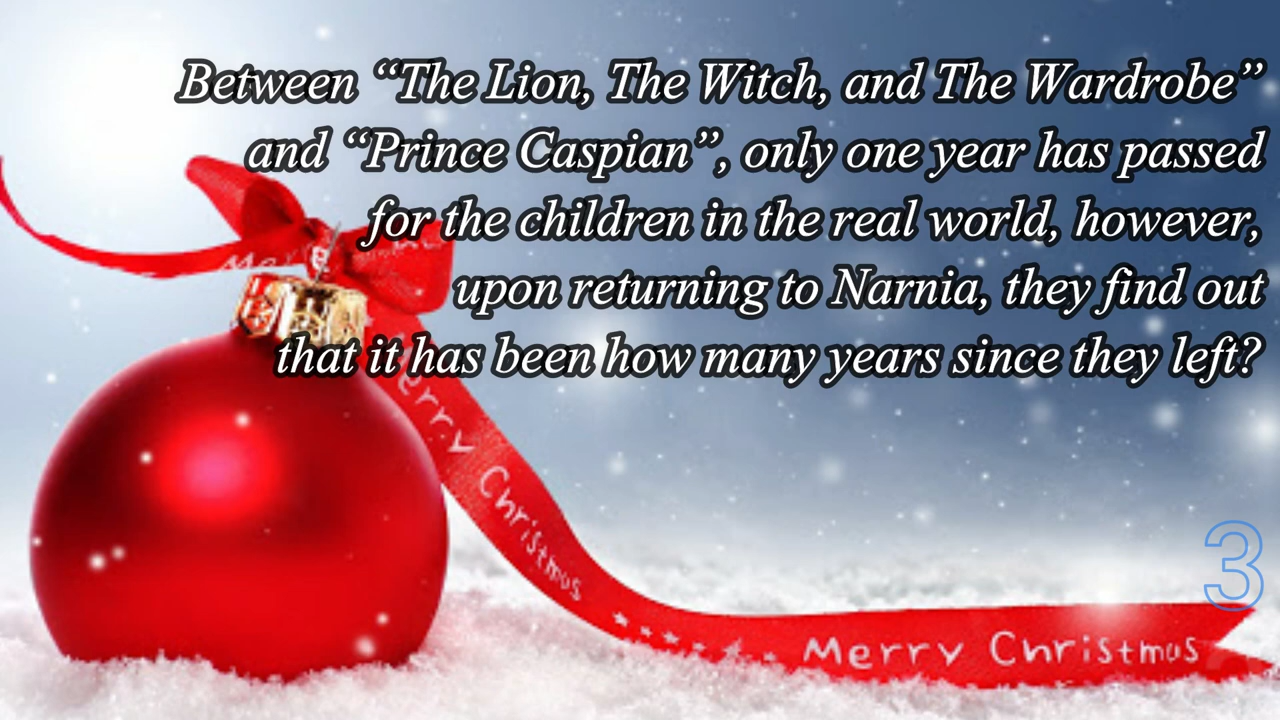 Between “The Lion, The Witch, and The Wardrobe”
and “Prince Caspian”, only one year has passed
for the children in the real world, however,
upon returning to Narnia, they find out
that it has been how many years since they left?
Merry Christmas
3
Merry Christmas